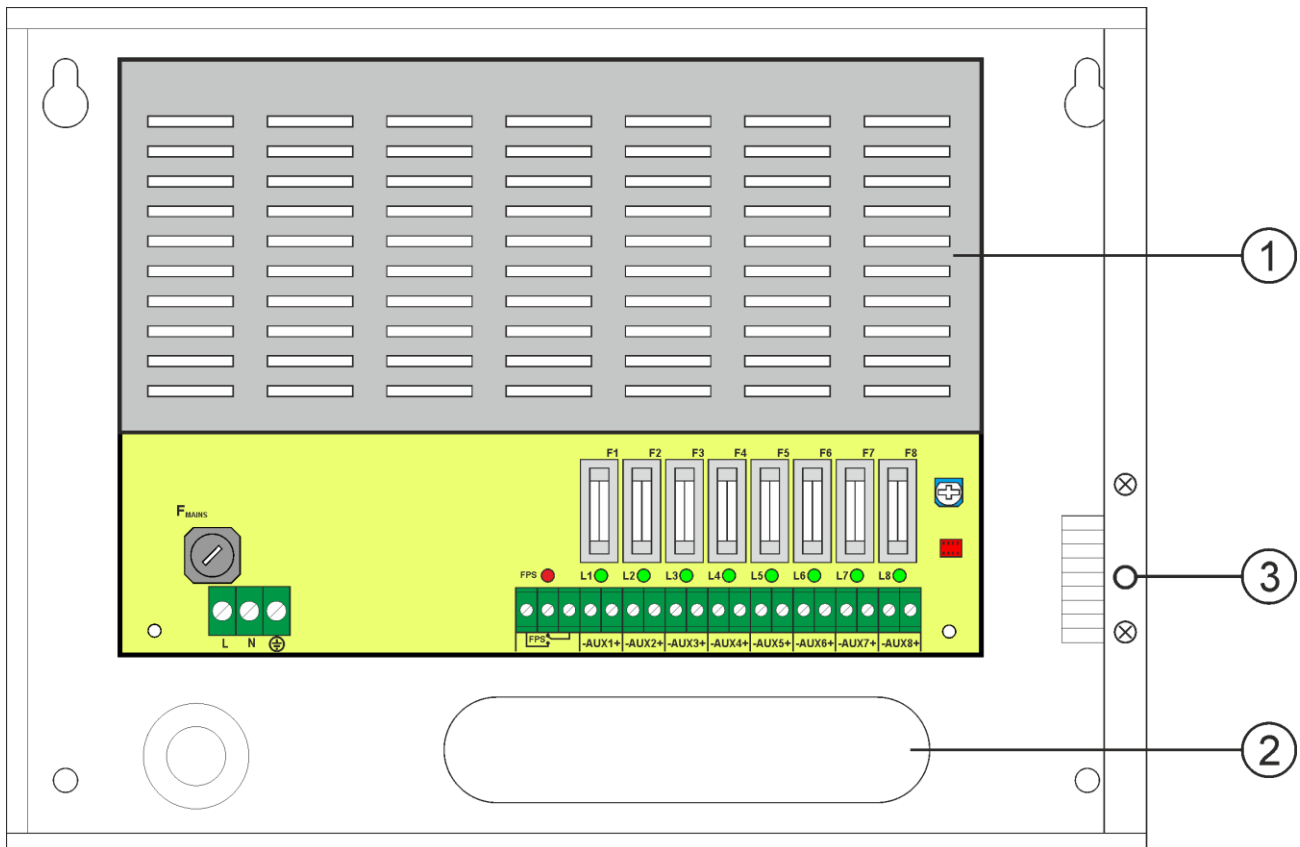 1
F1 F2 F3 F4 F5 F6 F7 F8
FMAINS
FPS L1 L2 L3 L4 L5 L6 L7 L8
3
L N
FPS -AUX1+ -AUX2+ -AUX3+ -AUX4+ -AUX5+ -AUX6+ -AUX7+ -AUX8+
2